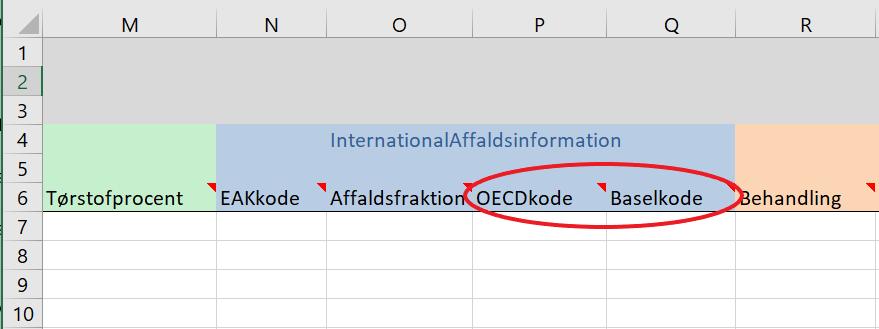 M N O P Q R
1
2
3
4 InternationalAffaldsinformation
5
6 Tørstofprocent EAKkode Affaldsfraktion OECDkode Baselkode Behandling
7
8
9
10